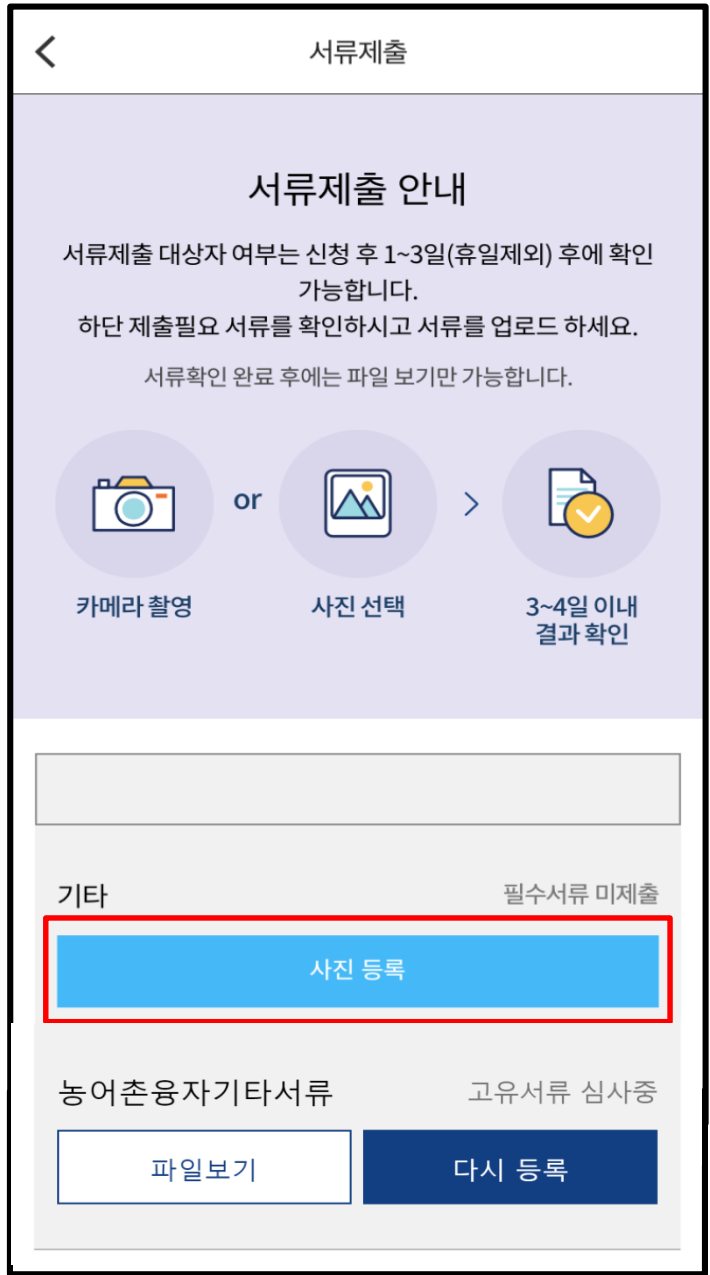 서류제출
서류제출 안내
서류제출 대상자 여부는 신청 후 1~3일(휴일제외) 후에 확인
가능합니다.
하단 제출필요 서류를 확인하시고 서류를 업로드 하세요.
서류확인 완료 후에는 파일 보기만 가능합니다.
or
카메라 촬영
사진 선택
3~4일 이내
결과 확인
기타
필수서류 미제출
사진 등록
농어촌융자기타서류
고유서류 심사중
파일보기
다시 등록